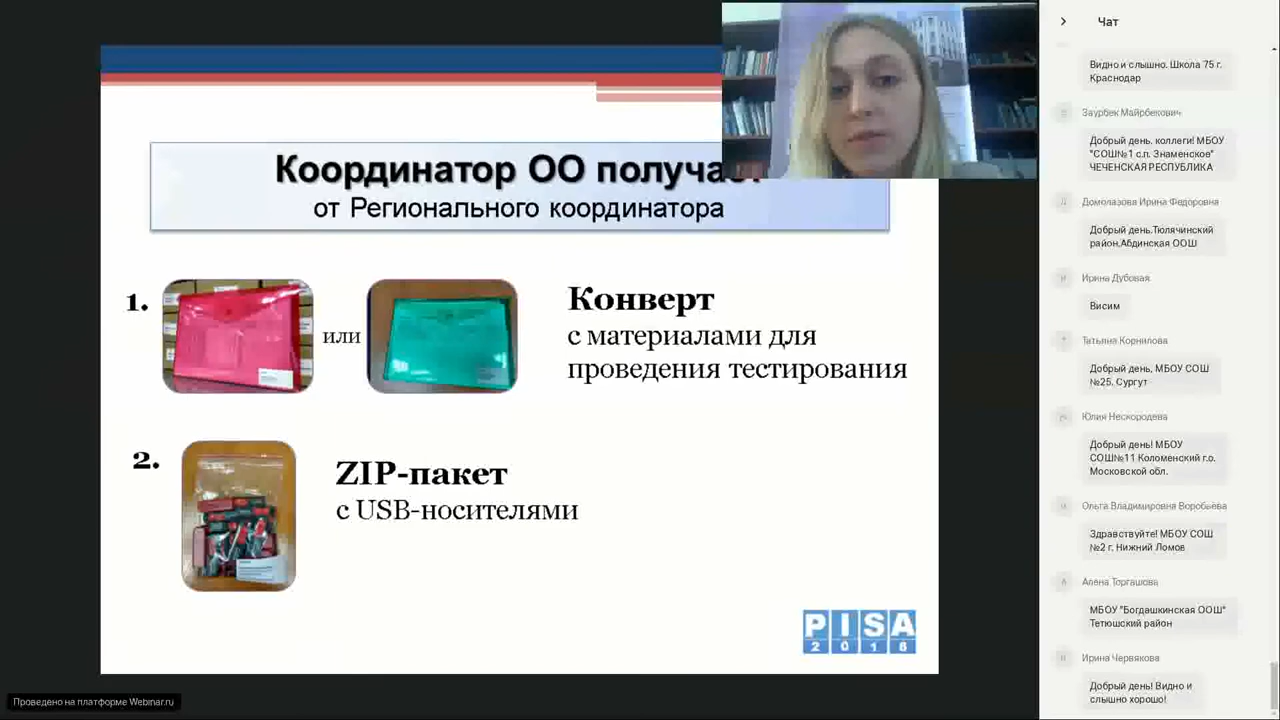 Координатор ОО получает
от Регионального координатора
1.
или
Конверт
с материалами для
проведения тестирования
2.
ZIP-пакет
с USB-носителями
PISA
2018
Проведено на платформе Webinar.ru
Чат
Видно и слышно. Школа 75 г.
Краснодар
Заурбек Майрбекович
Добрый день. коллеги! МБОУ
"СОШ№1 с.п. Знаменское"
ЧЕЧЕНСКАЯ РЕСПУБЛИКА
Домолазова Ирина Федоровна
Добрый день.Тюлячинский
район,Абдинская ООШ
Ирина Дубовая
Висим
Татьяна Корнилова
Добрый день, МБОУ СОШ
№25, Сургут
Юлия Нескородева
Добрый день! МБОУ
СОШ№11 Коломенский г.о.
Московской обл.
Ольга Владимировна Воробьева
Здравствуйте! МБОУ СОШ
№2 г. Нижний Ломов
Алена Торгашова
МБОУ "Богдашкинская ООШ"
Тетюшский район
Ирина Червякова
Добрый день! Видно и
слышно хорошо!